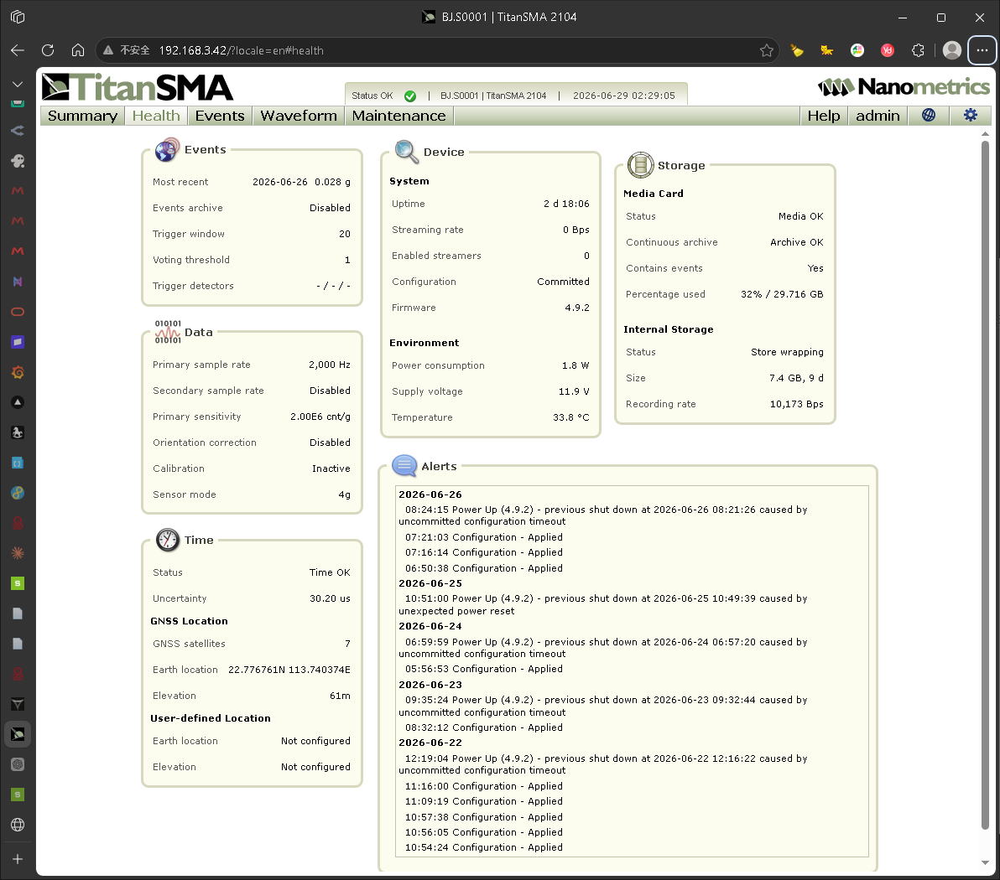 BJ.S0001 | TitanSMA 2104
不安全 192.168.3.42/?locale=en#health
TitanSMA
Status OK | BJ.S0001 | TitanSMA 2104 | 2026-06-29 02:29:05
Nanometrics
Summary Health Events Waveform Maintenance Help admin
Events
Most recent 2026-06-26 0.028 g
Events archive Disabled
Trigger window 20
Voting threshold 1
Trigger detectors - / - / -
010101
010101
Data
Primary sample rate 2,000 Hz
Secondary sample rate Disabled
Primary sensitivity 2.00E6 cnt/g
Orientation correction Disabled
Calibration Inactive
Sensor mode 4g
Time
Status Time OK
Uncertainty 30.20 us
GNSS Location
GNSS satellites 7
Earth location 22.776761N 113.740374E
Elevation 61m
User-defined Location
Earth location Not configured
Elevation Not configured
Device
System
Uptime 2 d 18:06
Streaming rate 0 Bps
Enabled streamers 0
Configuration Committed
Firmware 4.9.2
Environment
Power consumption 1.8 W
Supply voltage 11.9 V
Temperature 33.8 °C
Storage
Media Card
Status Media OK
Continuous archive Archive OK
Contains events Yes
Percentage used 32% / 29.716 GB
Internal Storage
Status Store wrapping
Size 7.4 GB, 9 d
Recording rate 10,173 Bps
Alerts
2026-06-26
08:24:15 Power Up (4.9.2) - previous shut down at 2026-06-26 08:21:26 caused by
uncommitted configuration timeout
07:21:03 Configuration - Applied
07:16:14 Configuration - Applied
06:50:38 Configuration - Applied
2026-06-25
10:51:00 Power Up (4.9.2) - previous shut down at 2026-06-25 10:49:39 caused by
unexpected power reset
2026-06-24
06:59:59 Power Up (4.9.2) - previous shut down at 2026-06-24 06:57:20 caused by
uncommitted configuration timeout
05:56:53 Configuration - Applied
2026-06-23
09:35:24 Power Up (4.9.2) - previous shut down at 2026-06-23 09:32:44 caused by
uncommitted configuration timeout
08:32:12 Configuration - Applied
2026-06-22
12:19:04 Power Up (4.9.2) - previous shut down at 2026-06-22 12:16:22 caused by
uncommitted configuration timeout
11:16:00 Configuration - Applied
11:09:19 Configuration - Applied
10:57:38 Configuration - Applied
10:56:05 Configuration - Applied
10:54:24 Configuration - Applied